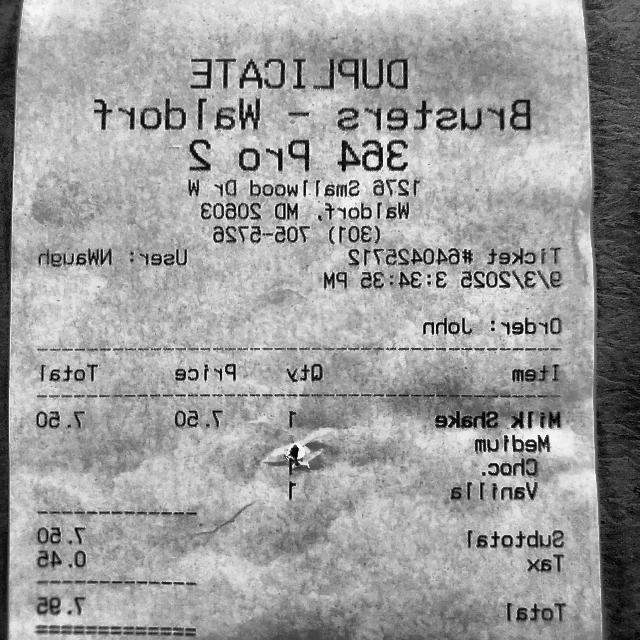 DUPLICATE
Brusters - Waldorf
364 Pro 2
1276 Smallwood Dr W
Waldorf, MD 20603
(301) 705-5726
Ticket #640425712 User: NWaugh
9/3/2025 3:34:35 PM
Order: John
Item Qty Price Total
Milk Shake 1 7.50 7.50
Medium
Choc. 1
Vanilla 1
Subtotal 7.50
Tax 0.45
Total 7.95